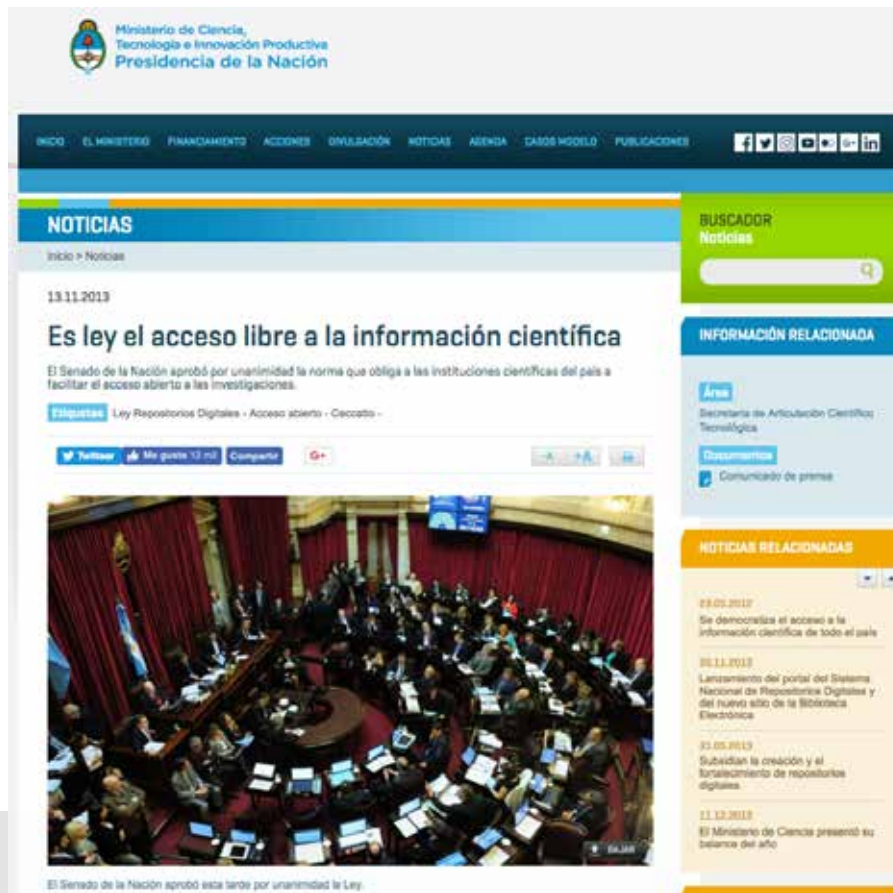 Ministerio de Ciencia,
Tecnología e Innovación Productiva
Presidencia de la Nación
INICIO EL MINISTERIO FINANCIAMIENTO ACCIONES DIVULGACIÓN NOTICIAS AGENDA CASOS MODELO PUBLICACIONES
NOTICIAS
Inicio > Noticias
13.11.2013
Es ley el acceso libre a la información científica
El Senado de la Nación aprobó por unanimidad la norma que obliga a las instituciones científicas del país a
facilitar el acceso abierto a las investigaciones.
Etiquetas Ley Repositorios Digitales - Acceso abierto - Ceccatto -
Twittear Me gusta 13 mil Compartir G+ -A +A
BAJAR
El Senado de la Nación aprobó esta tarde por unanimidad la Ley.
BUSCADOR
Noticias
INFORMACIÓN RELACIONADA
Área
Secretaría de Articulación Científico
Tecnológica
Documentos
Comunicado de prensa
NOTICIAS RELACIONADAS
Se democratiza el acceso a la
información científica de todo el país
Lanzamiento del portal del Sistema
Nacional de Repositorios Digitales y
del nuevo sitio de la Biblioteca
Electrónica
31.05.2013
Subsidian la creación y el
fortalecimiento de repositorios
digitales
11.12.2013
El Ministerio de Ciencia presentó su
balance del año